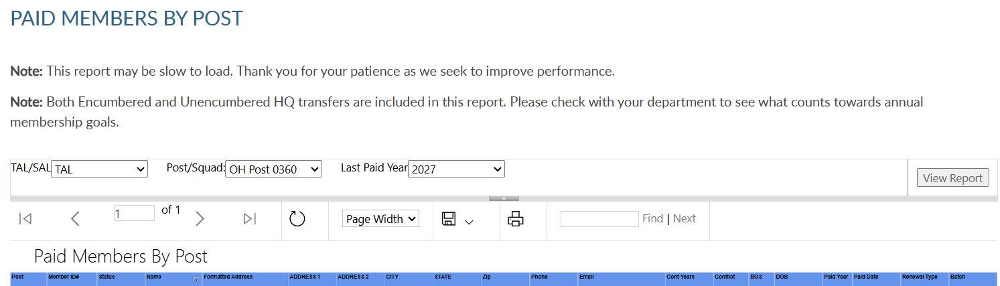 PAID MEMBERS BY POST
Note: This report may be slow to load. Thank you for your patience as we seek to improve performance.
Note: Both Encumbered and Unencumbered HQ transfers are included in this report. Please check with your department to see what counts towards annual
membership goals.
TAL/SAL TAL Post/Squad: OH Post 0360 Last Paid Year 2027 View Report
1 of 1 Page Width Find | Next
Paid Members By Post
Post Member ID# Status Name Formatted Address ADDRESS 1 ADDRESS 2 CITY STATE Zip Phone Email Cont Years Conflict BOS DOB Paid Year Paid Date Renewal Type Batch